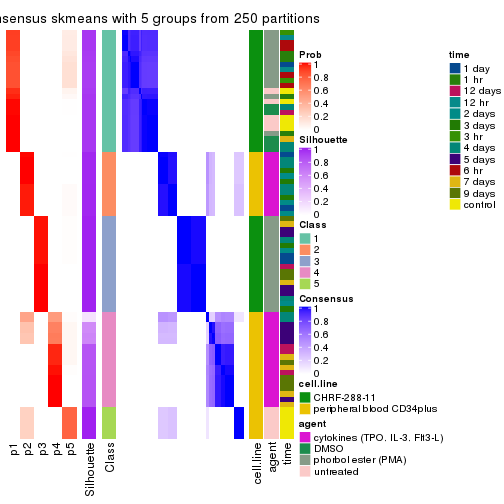 sensus skmeans with 5 groups from 250 partitions
p1
p2
p3
p4
p5
Silhouette
Class
cell.line
agent
time
Prob
1
0.8
0.6
0.4
0.2
0
Silhouette
1
0.8
0.6
0.4
0.2
0
Class
1
2
3
4
5
Consensus
1
0.8
0.6
0.4
0.2
0
cell.line
CHRF-288-11
peripheral blood CD34plus
agent
cytokines (TPO, IL-3, Flt3-L)
DMSO
phorbol ester (PMA)
untreated
time
1 day
1 hr
12 days
12 hr
2 days
3 days
3 hr
4 days
5 days
6 hr
7 days
9 days
control